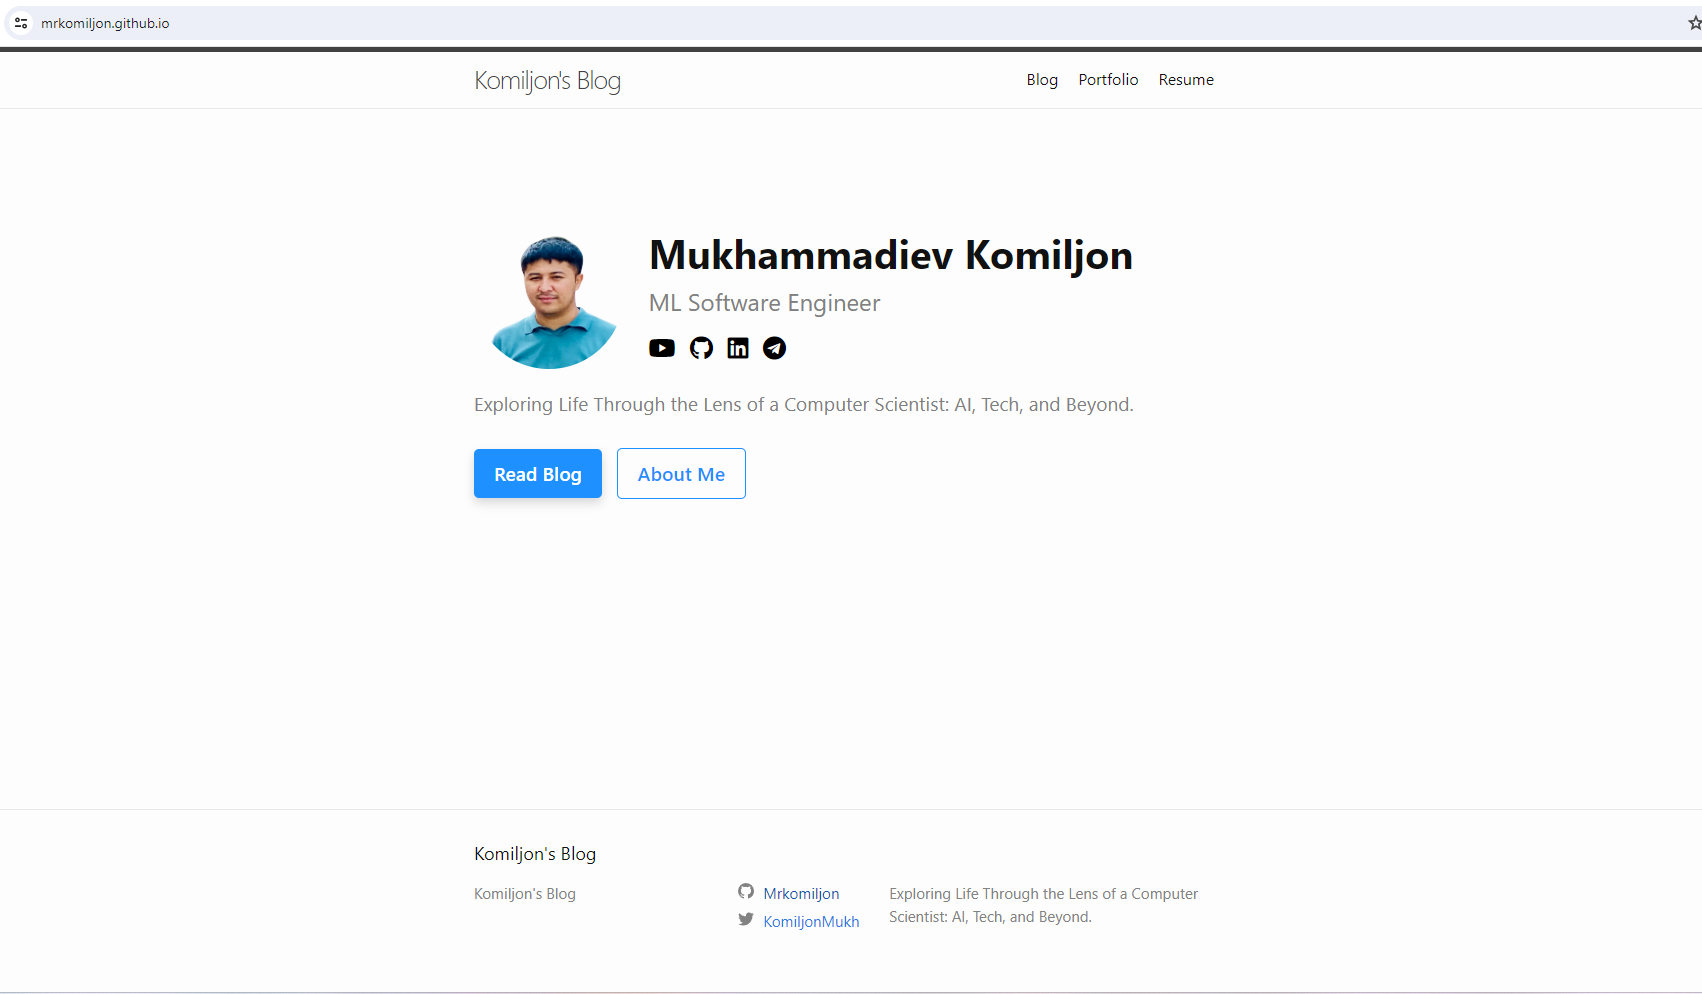 mrkomiljon.github.io
Komiljon's Blog
Blog Portfolio Resume
Mukhammadiev Komiljon
ML Software Engineer
in
Exploring Life Through the Lens of a Computer Scientist: AI, Tech, and Beyond.
Read Blog About Me
Komiljon's Blog
Komiljon's Blog
Mrkomiljon
KomiljonMukh
Exploring Life Through the Lens of a Computer
Scientist: AI, Tech, and Beyond.